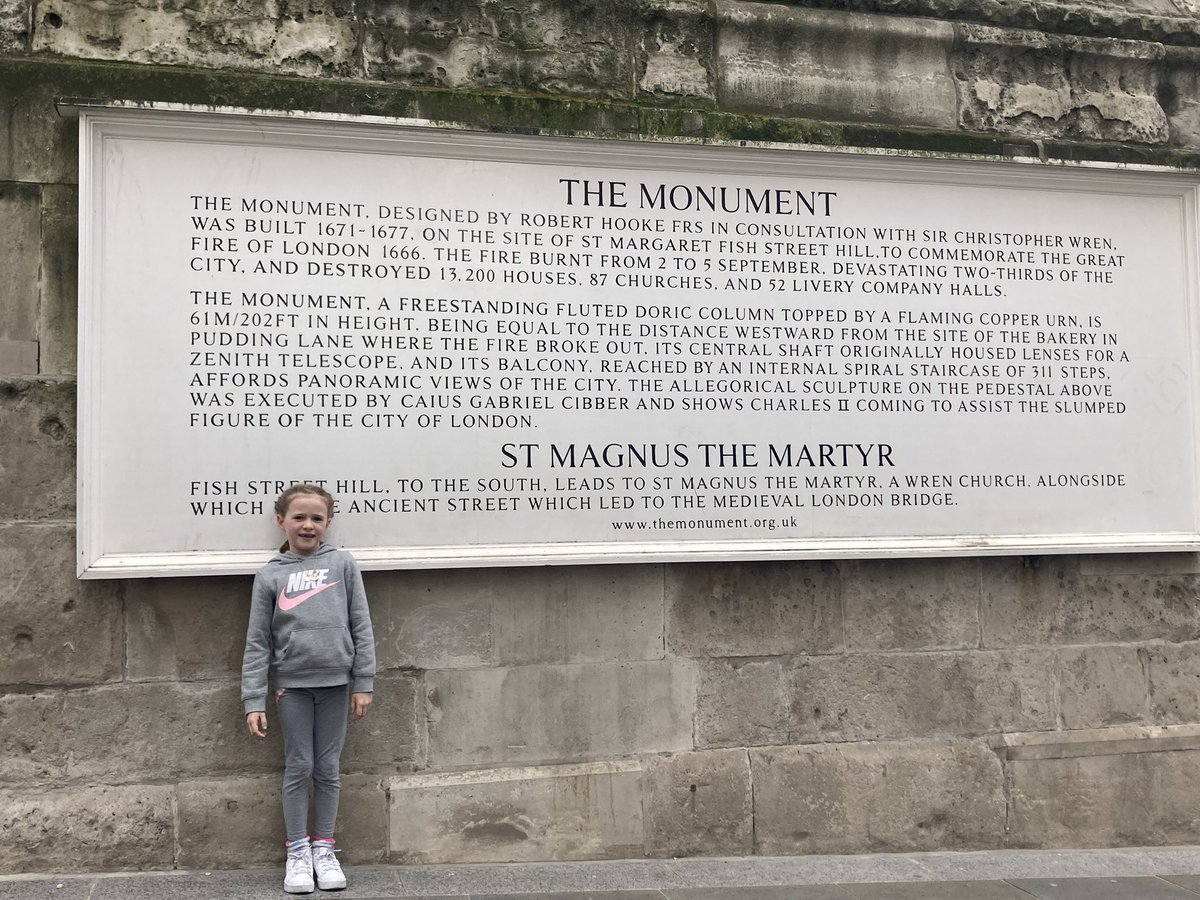 THE MONUMENT
THE MONUMENT, DESIGNED BY ROBERT HOOKE FRS IN CONSULTATION WITH SIR CHRISTOPHER WREN,
WAS BUILT 1671~1677, ON THE SITE OF ST MARGARET FISH STREET HILL,TO COMMEMORATE THE GREAT
FIRE OF LONDON 1666. THE FIRE BURNT FROM 2 TO 5 SEPTEMBER, DEVASTATING TWO-THIRDS OF THE
CITY, AND DESTROYED 13,200 HOUSES, 87 CHURCHES, AND 52 LIVERY COMPANY HALLS.
THE MONUMENT, A FREESTANDING FLUTED DORIC COLUMN TOPPED BY A FLAMING COPPER URN, IS
61M/202FT IN HEIGHT, BEING EQUAL TO THE DISTANCE WESTWARD FROM THE SITE OF THE BAKERY IN
PUDDING LANE WHERE THE FIRE BROKE OUT, ITS CENTRAL SHAFT ORIGINALLY HOUSED LENSES FOR A
ZENITH TELESCOPE, AND ITS BALCONY, REACHED BY AN INTERNAL SPIRAL STAIRCASE OF 311 STEPS,
AFFORDS PANORAMIC VIEWS OF THE CITY. THE ALLEGORICAL SCULPTURE ON THE PEDESTAL ABOVE
WAS EXECUTED BY CAIUS GABRIEL CIBBER AND SHOWS CHARLES II COMING TO ASSIST THE SLUMPED
FIGURE OF THE CITY OF LONDON.
ST MAGNUS THE MARTYR
FISH STREET HILL, TO THE SOUTH, LEADS TO ST MAGNUS THE MARTYR, A WREN CHURCH, ALONGSIDE
WHICH ANCIENT STREET WHICH LED TO THE MEDIEVAL LONDON BRIDGE.
www.themonument.org.uk
NIKE